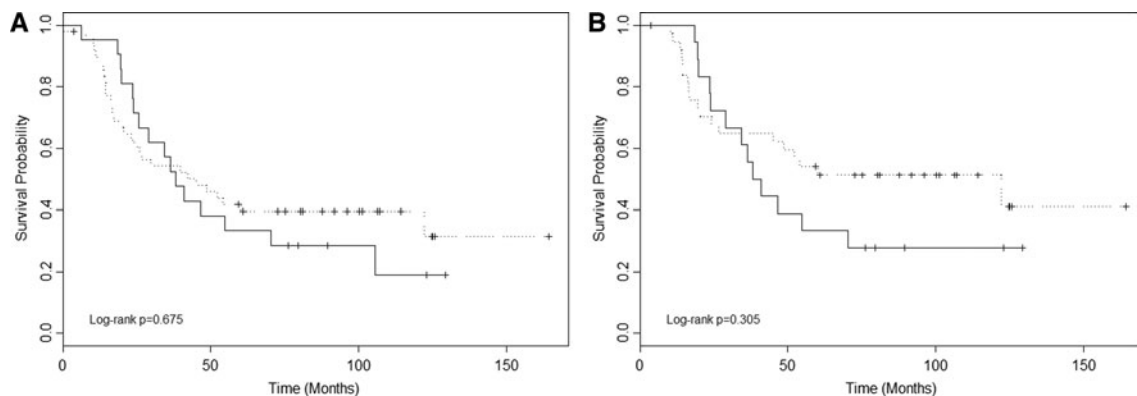 A
Survival Probability
1.0
0.8
0.6
0.4
0.2
0.0
Log-rank p=0.675
0 50 100 150
Time (Months)
B
Survival Probability
1.0
0.8
0.6
0.4
0.2
0.0
Log-rank p=0.305
0 50 100 150
Time (Months)